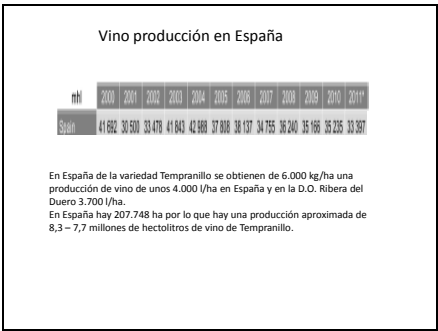 Vino producción en España
mhl 2000 2001 2002 2003 2004 2005 2006 2007 2008 2009 2010 2011*
Spain 41 692 30 500 33 478 41 843 42 988 37 808 38 137 34 755 36 240 35 166 35 235 33 397
En España de la variedad Tempranillo se obtienen de 6.000 kg/ha una
producción de vino de unos 4.000 l/ha en España y en la D.O. Ribera del
Duero 3.700 l/ha.
En España hay 207.748 ha por lo que hay una producción aproximada de
8,3 – 7,7 millones de hectolitros de vino de Tempranillo.